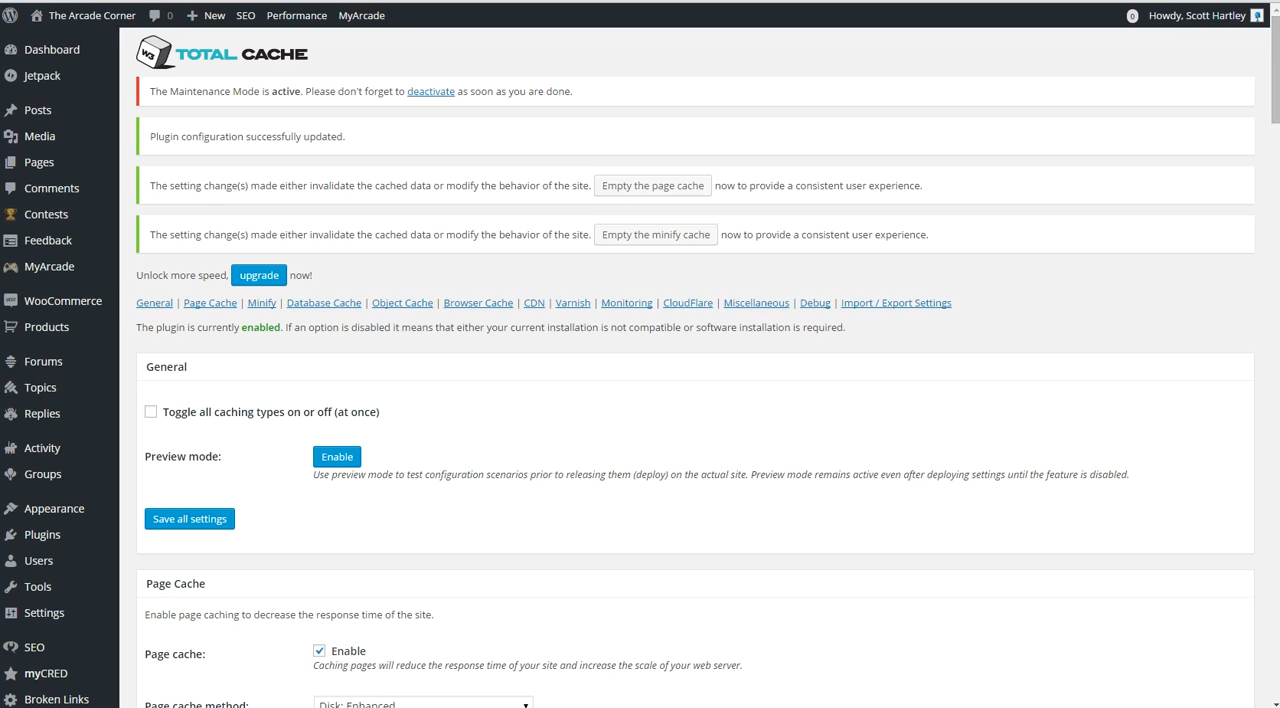 The Arcade Corner 0 New SEO Performance MyArcade 0 Howdy, Scott Hartley
Dashboard
Jetpack
Posts
Media
Pages
Comments
Contests
Feedback
MyArcade
WooCommerce
Products
Forums
Topics
Replies
Activity
Groups
Appearance
Plugins
Users
Tools
Settings
SEO
myCRED
Broken Links
W3 TOTAL CACHE
The Maintenance Mode is active. Please don't forget to deactivate as soon as you are done.
Plugin configuration successfully updated.
The setting change(s) made either invalidate the cached data or modify the behavior of the site. Empty the page cache now to provide a consistent user experience.
The setting change(s) made either invalidate the cached data or modify the behavior of the site. Empty the minify cache now to provide a consistent user experience.
Unlock more speed, upgrade now!
General | Page Cache | Minify | Database Cache | Object Cache | Browser Cache | CDN | Varnish | Monitoring | CloudFlare | Miscellaneous | Debug | Import / Export Settings
The plugin is currently enabled. If an option is disabled it means that either your current installation is not compatible or software installation is required.
General
Toggle all caching types on or off (at once)
Preview mode: Enable
Use preview mode to test configuration scenarios prior to releasing them (deploy) on the actual site. Preview mode remains active even after deploying settings until the feature is disabled.
Save all settings
Page Cache
Enable page caching to decrease the response time of the site.
Page cache: Enable
Caching pages will reduce the response time of your site and increase the scale of your web server.
Page cache method: Disk: Enhanced